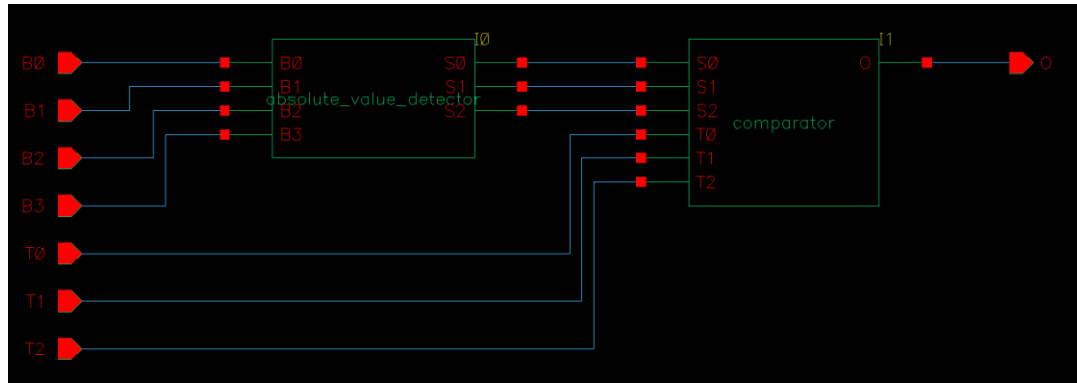 I0
I1
B0
B0
S0
S0
O
O
B1
B1
S1
S1
absolute_value_detector
B2
S2
S2
comparator
T0
B2
B3
T1
T2
B3
T0
T1
T2